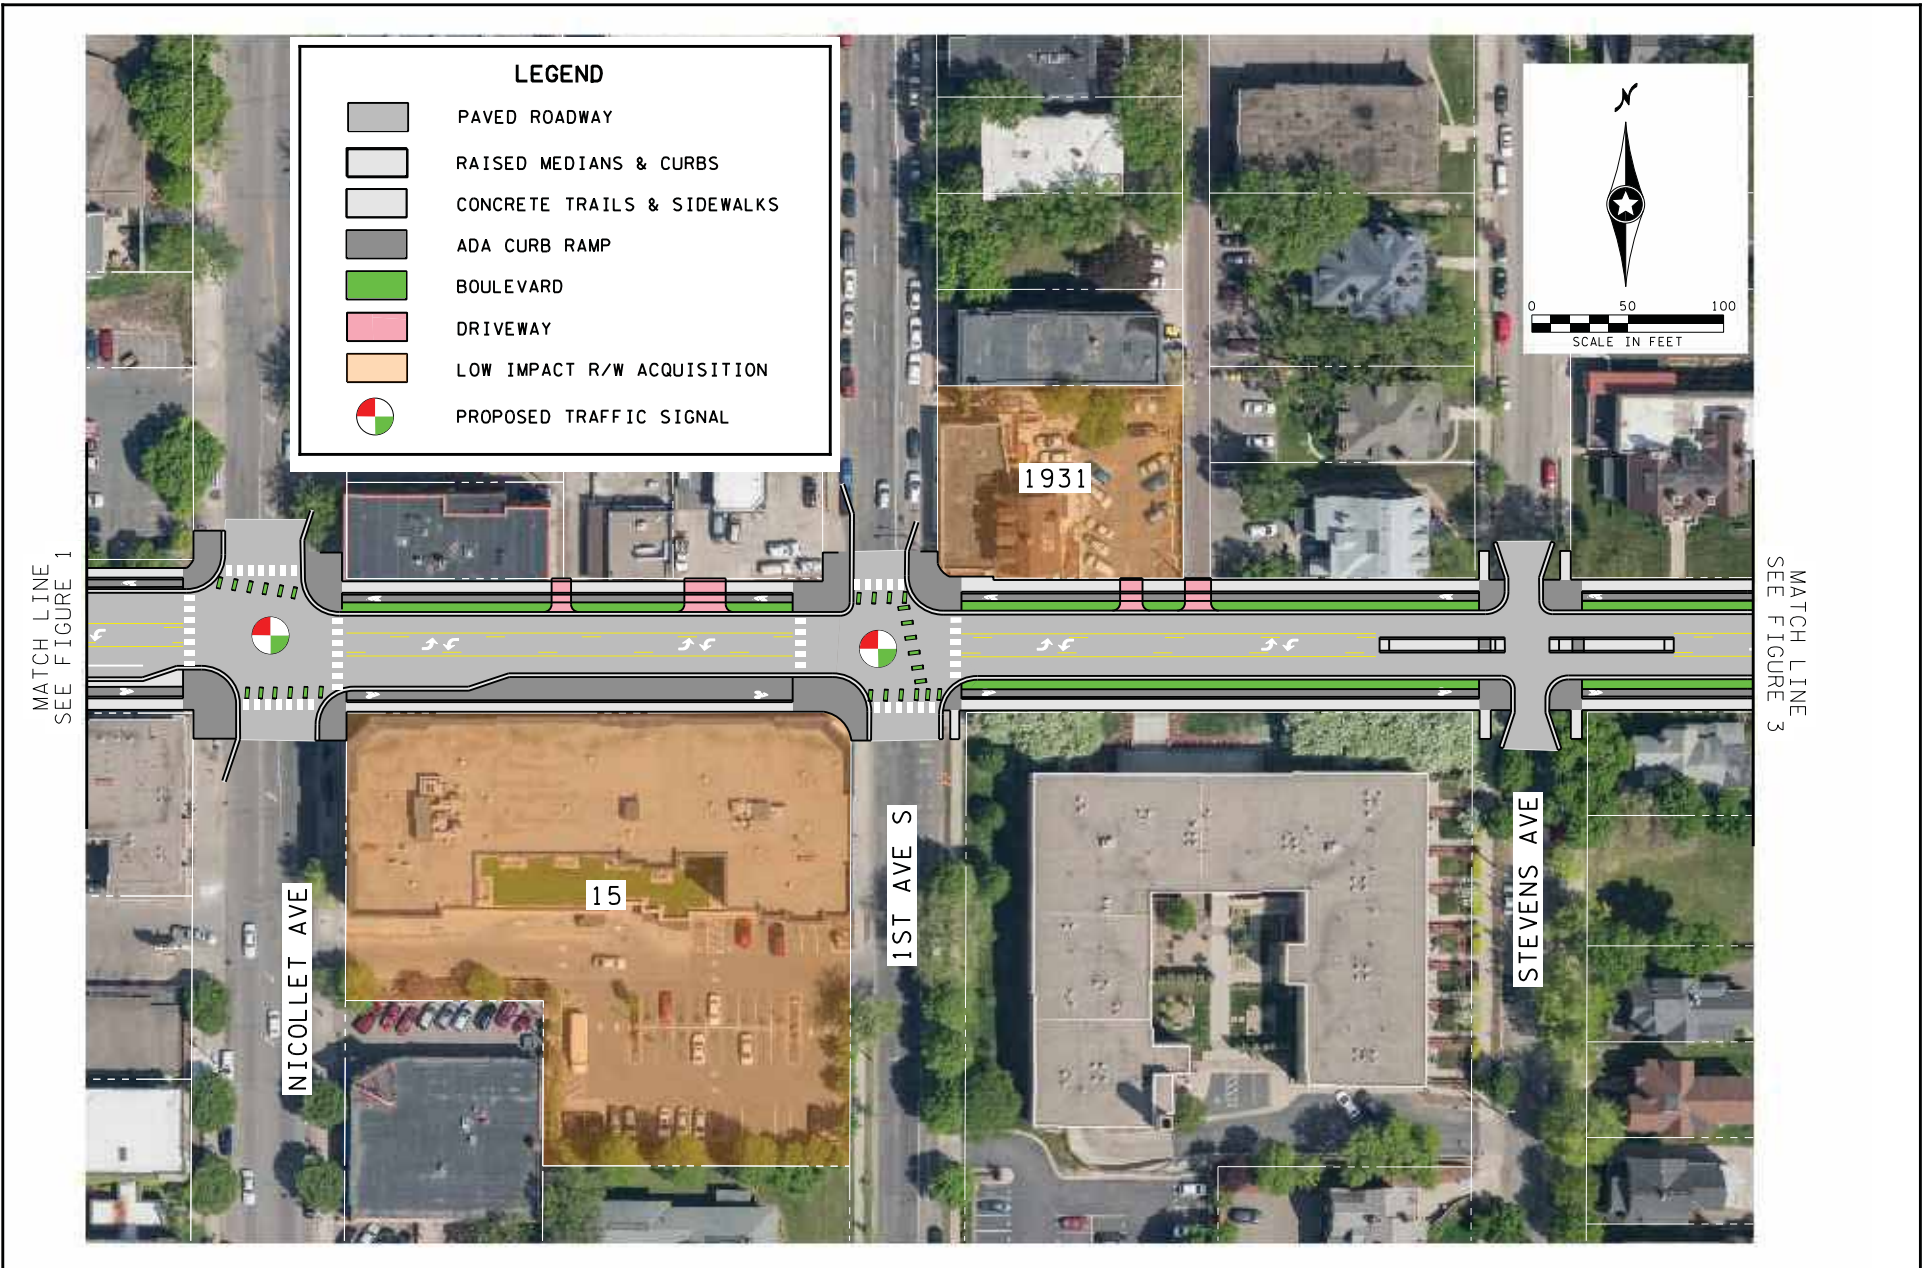 LEGEND
PAVED ROADWAY
RAISED MEDIANS & CURBS
CONCRETE TRAILS & SIDEWALKS
ADA CURB RAMP
BOULEVARD
DRIVEWAY
LOW IMPACT R/W ACQUISITION
PROPOSED TRAFFIC SIGNAL
N
0 50 100
SCALE IN FEET
1931
MATCH LINE
SEE FIGURE 1
MATCH LINE
SEE FIGURE 3
15
NICOLLET AVE
1ST AVE S
STEVENS AVE